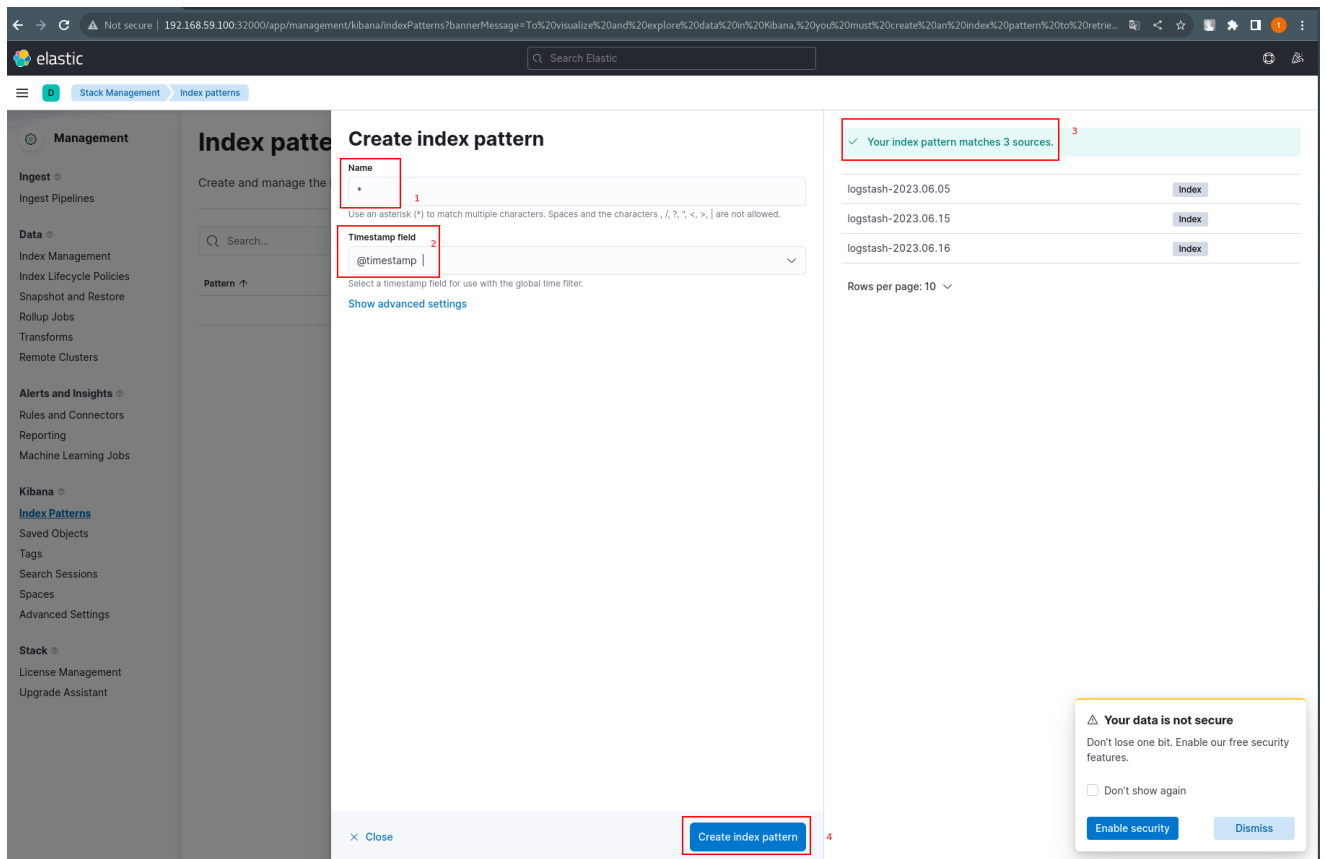 Not secure | 192.168.59.100:32000/app/management/kibana/indexPatterns?bannerMessage=To%20visualize%20and%20explore%20data%20in%20Kibana,%20you%20must%20create%20an%20index%20pattern%20to%20retrie...
t
elastic
Search Elastic
D
Stack Management
Index patterns
Management
Ingest
Ingest Pipelines
Data
Index Management
Index Lifecycle Policies
Snapshot and Restore
Rollup Jobs
Transforms
Remote Clusters
Alerts and Insights
Rules and Connectors
Reporting
Machine Learning Jobs
Kibana
Index Patterns
Saved Objects
Tags
Search Sessions
Spaces
Advanced Settings
Stack
License Management
Upgrade Assistant
Index patte
Create and manage the
Search...
Pattern ↑
Create index pattern
Name
*
1
Use an asterisk (*) to match multiple characters. Spaces and the characters , /, ?, ", <, >, | are not allowed.
Timestamp field
2
@timestamp
Select a timestamp field for use with the global time filter.
Show advanced settings
× Close
Create index pattern
4
Your index pattern matches 3 sources.
3
logstash-2023.06.05 Index
logstash-2023.06.15 Index
logstash-2023.06.16 Index
Rows per page: 10
Your data is not secure
Don't lose one bit. Enable our free security
features.
Don't show again
Enable security
Dismiss